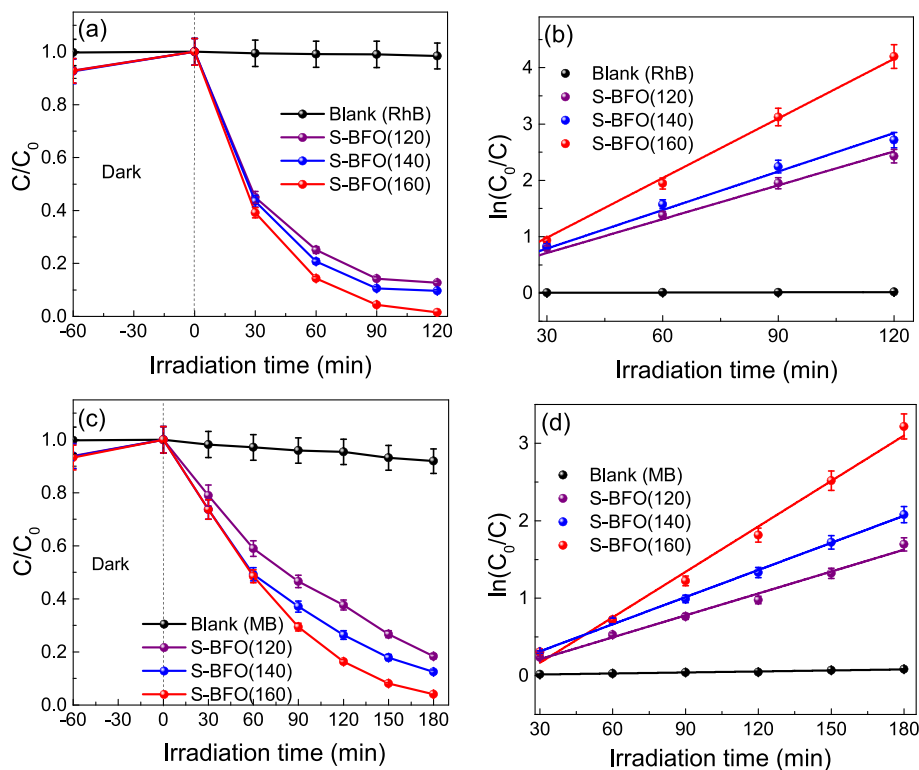 (a)
C/C0
1.0
0.8
0.6
0.4
0.2
0.0
Dark
Blank (RhB)
S-BFO(120)
S-BFO(140)
S-BFO(160)
-60 -30 0 30 60 90 120
Irradiation time (min)
(b)
ln(C0/C)
4
3
2
1
0
Blank (RhB)
S-BFO(120)
S-BFO(140)
S-BFO(160)
30 60 90 120
Irradiation time (min)
(c)
C/C0
1.0
0.8
0.6
0.4
0.2
0.0
Dark
Blank (MB)
S-BFO(120)
S-BFO(140)
S-BFO(160)
-60 -30 0 30 60 90 120 150 180
Irradiation time (min)
(d)
ln(C0/C)
3
2
1
0
Blank (MB)
S-BFO(120)
S-BFO(140)
S-BFO(160)
30 60 90 120 150 180
Irradiation time (min)